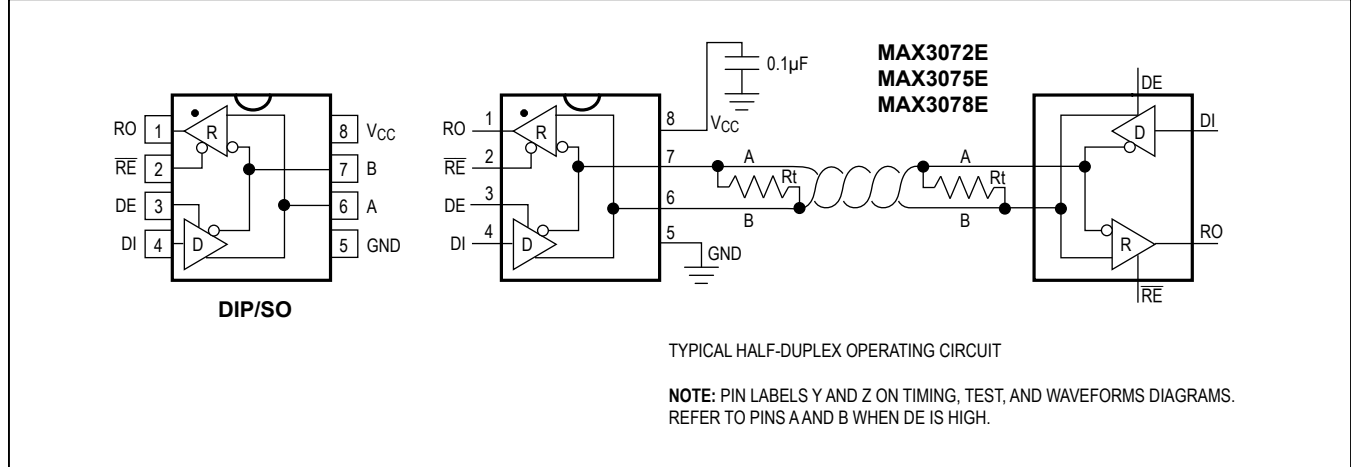 MAX3072E
MAX3075E
MAX3078E
0.1µF
RO 1
R
8 VCC
RE 2
7 B
DE 3
6 A
DI 4
D
5 GND
DIP/SO
RO 1
R
8 VCC
RE 2
7 A
Rt
DE 3
6 B
DI 4
D
5 GND
A
Rt
B
DE
D
DI
R
RO
RE
TYPICAL HALF-DUPLEX OPERATING CIRCUIT
NOTE: PIN LABELS Y AND Z ON TIMING, TEST, AND WAVEFORMS DIAGRAMS.
REFER TO PINS A AND B WHEN DE IS HIGH.